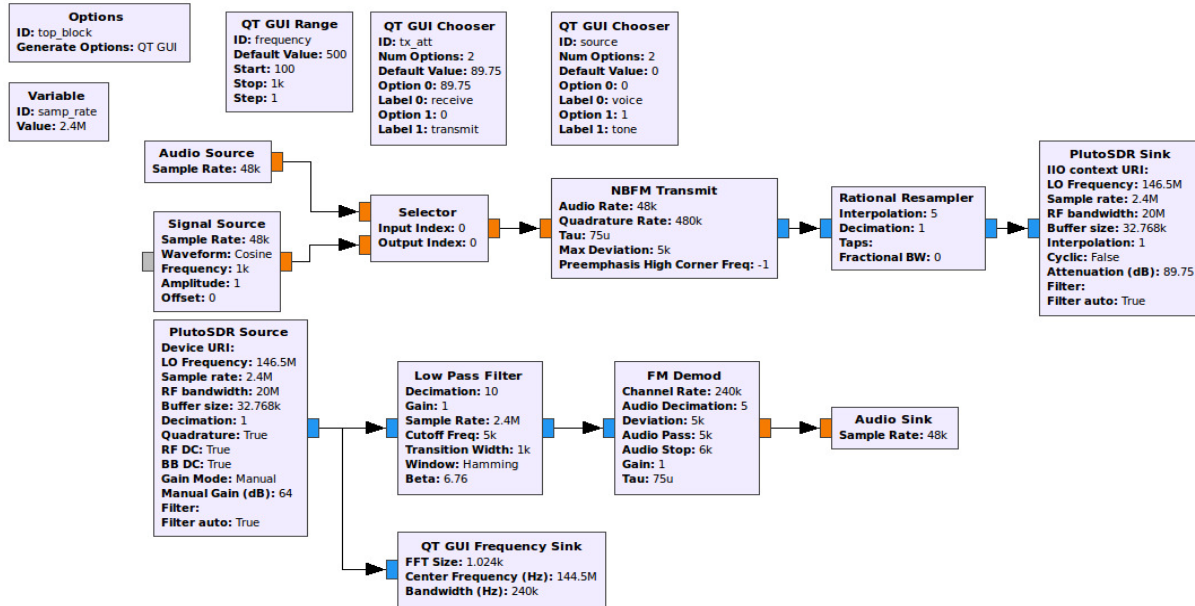 Options
ID: top_block
Generate Options: QT GUI
Variable
ID: samp_rate
Value: 2.4M
QT GUI Range
ID: frequency
Default Value: 500
Start: 100
Stop: 1k
Step: 1
QT GUI Chooser
ID: tx_att
Num Options: 2
Default Value: 89.75
Option 0: 89.75
Label 0: receive
Option 1: 0
Label 1: transmit
QT GUI Chooser
ID: source
Num Options: 2
Default Value: 0
Option 0: 0
Label 0: voice
Option 1: 1
Label 1: tone
Audio Source
Sample Rate: 48k
Signal Source
Sample Rate: 48k
Waveform: Cosine
Frequency: 1k
Amplitude: 1
Offset: 0
Selector
Input Index: 0
Output Index: 0
NBFM Transmit
Audio Rate: 48k
Quadrature Rate: 480k
Tau: 75u
Max Deviation: 5k
Preemphasis High Corner Freq: -1
Rational Resampler
Interpolation: 5
Decimation: 1
Taps:
Fractional BW: 0
PlutoSDR Sink
IIO context URI:
LO Frequency: 146.5M
Sample rate: 2.4M
RF bandwidth: 20M
Buffer size: 32.768k
Interpolation: 1
Cyclic: False
Attenuation (dB): 89.75
Filter:
Filter auto: True
PlutoSDR Source
Device URI:
LO Frequency: 146.5M
Sample rate: 2.4M
RF bandwidth: 20M
Buffer size: 32.768k
Decimation: 1
Quadrature: True
RF DC: True
BB DC: True
Gain Mode: Manual
Manual Gain (dB): 64
Filter:
Filter auto: True
Low Pass Filter
Decimation: 10
Gain: 1
Sample Rate: 2.4M
Cutoff Freq: 5k
Transition Width: 1k
Window: Hamming
Beta: 6.76
FM Demod
Channel Rate: 240k
Audio Decimation: 5
Deviation: 5k
Audio Pass: 5k
Audio Stop: 6k
Gain: 1
Tau: 75u
Audio Sink
Sample Rate: 48k
QT GUI Frequency Sink
FFT Size: 1.024k
Center Frequency (Hz): 144.5M
Bandwidth (Hz): 240k